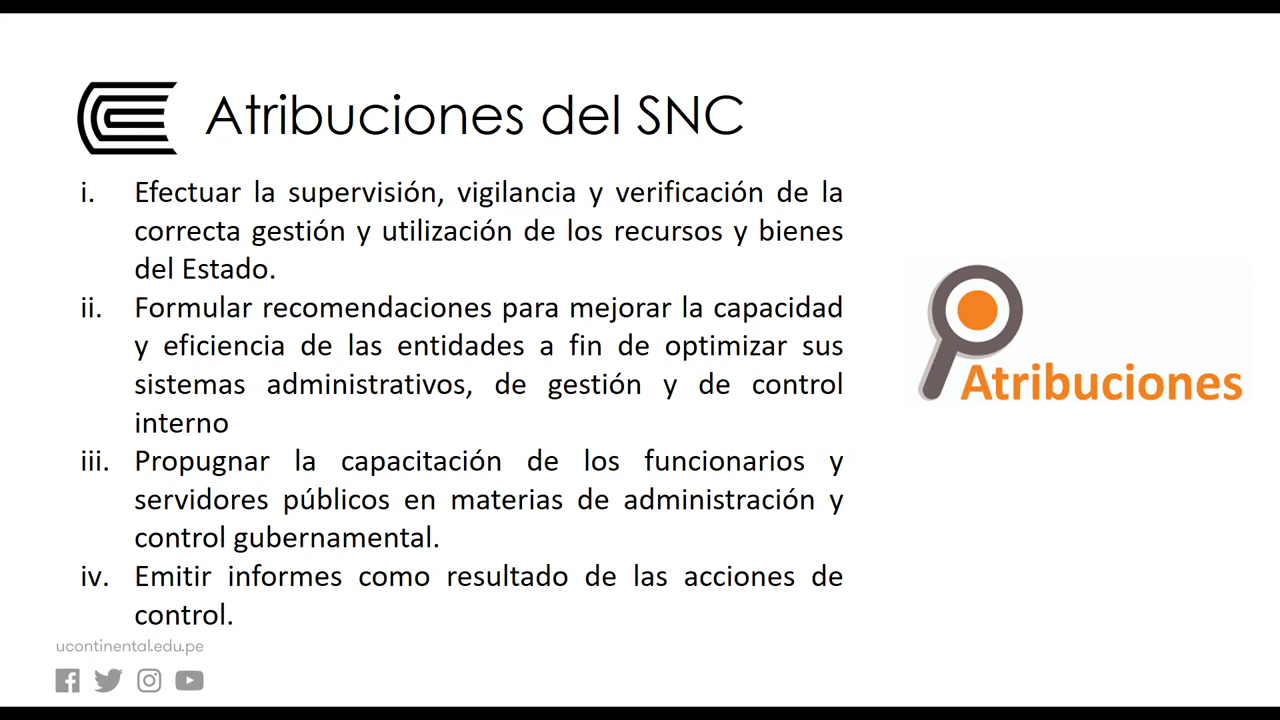 Atribuciones del SNC
i. Efectuar la supervisión, vigilancia y verificación de la
correcta gestión y utilización de los recursos y bienes
del Estado.
ii. Formular recomendaciones para mejorar la capacidad
y eficiencia de las entidades a fin de optimizar sus
sistemas administrativos, de gestión y de control
interno
iii. Propugnar la capacitación de los funcionarios y
servidores públicos en materias de administración y
control gubernamental.
iv. Emitir informes como resultado de las acciones de
control.
Atribuciones
ucontinental.edu.pe